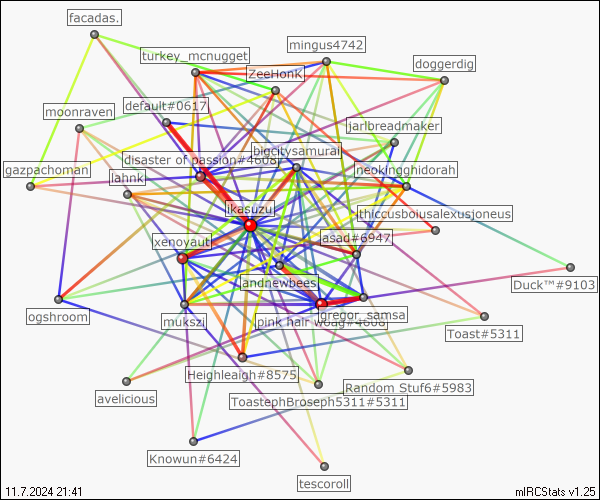 facadas.
mingus4742
turkey_mcnugget
doggerdig
ZeeHonk
default#0617
moonraven
jarlbreadmaker
bigcitysamurai
disaster of passion#4608
gazpachoman
lahnk
neokingghidorah
ikasuzu
thiccusboiusalexusjoneus
xenoyaut
asad#6947
andnewbees
Duck™#9103
ogshroom
mukszi
pink hair woag#4608
gregor_samsa
Toast#5311
Heighleigh#8575
Random Stuf6#5983
avelicious
ToastephBroseph5311#5311
Knowun#6424
tescoroll
11.7.2024 21:41
mIRCStats v1.25